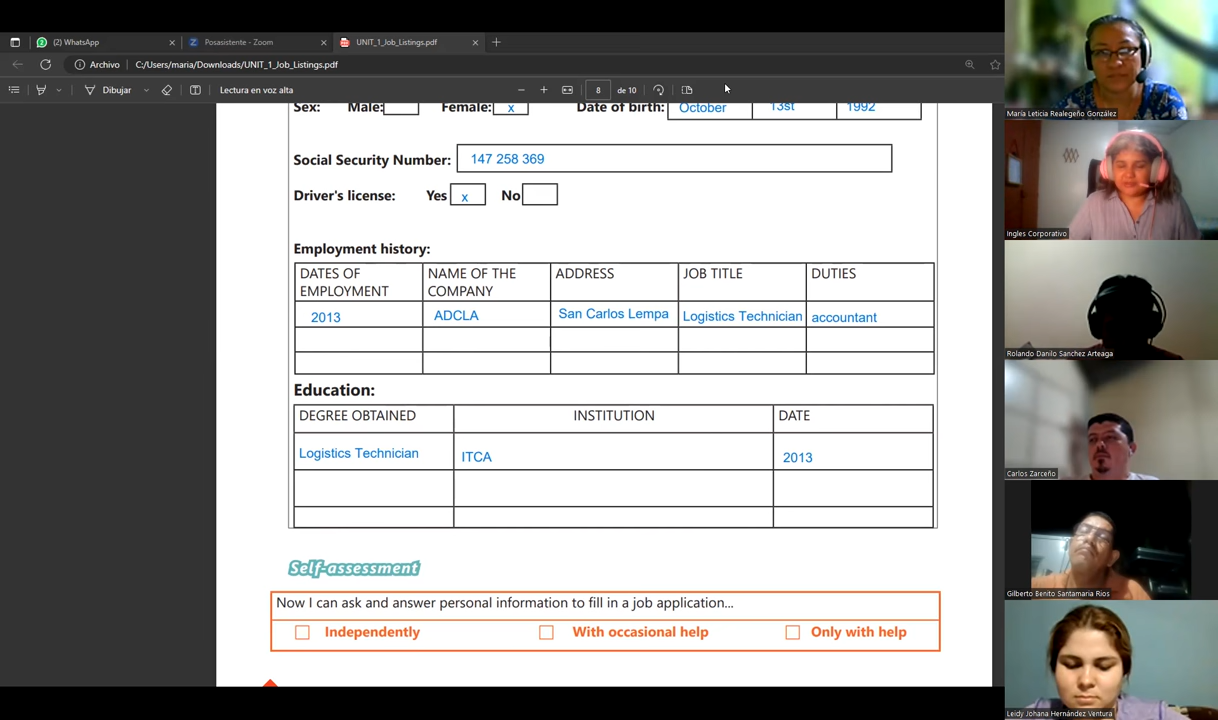 (2) WhatsApp
Posasistente - Zoom
UNIT_1_Job_Listings.pdf
Archivo
C:/Users/maria/Downloads/UNIT_1_Job_Listings.pdf
Dibujar
Lectura en voz alta
8
de 10
Sex: Male: Female: x Date of birth: October 13st 1992
Social Security Number: 147 258 369
Driver's license: Yes x No
Employment history:
DATES OF EMPLOYMENT
NAME OF THE COMPANY
ADDRESS
JOB TITLE
DUTIES
2013
ADCLA
San Carlos Lempa
Logistics Technician
accountant
Education:
DEGREE OBTAINED
INSTITUTION
DATE
Logistics Technician
ITCA
2013
Self-assessment
Now I can ask and answer personal information to fill in a job application...
Independently
With occasional help
Only with help
María Leticia Realegeño González
Ingles Corporativo
Rolando Danilo Sanchez Arteaga
Carlos Zarceño
Gilberto Benito Santamaria Rios
Leidy Johana Hernández Ventura